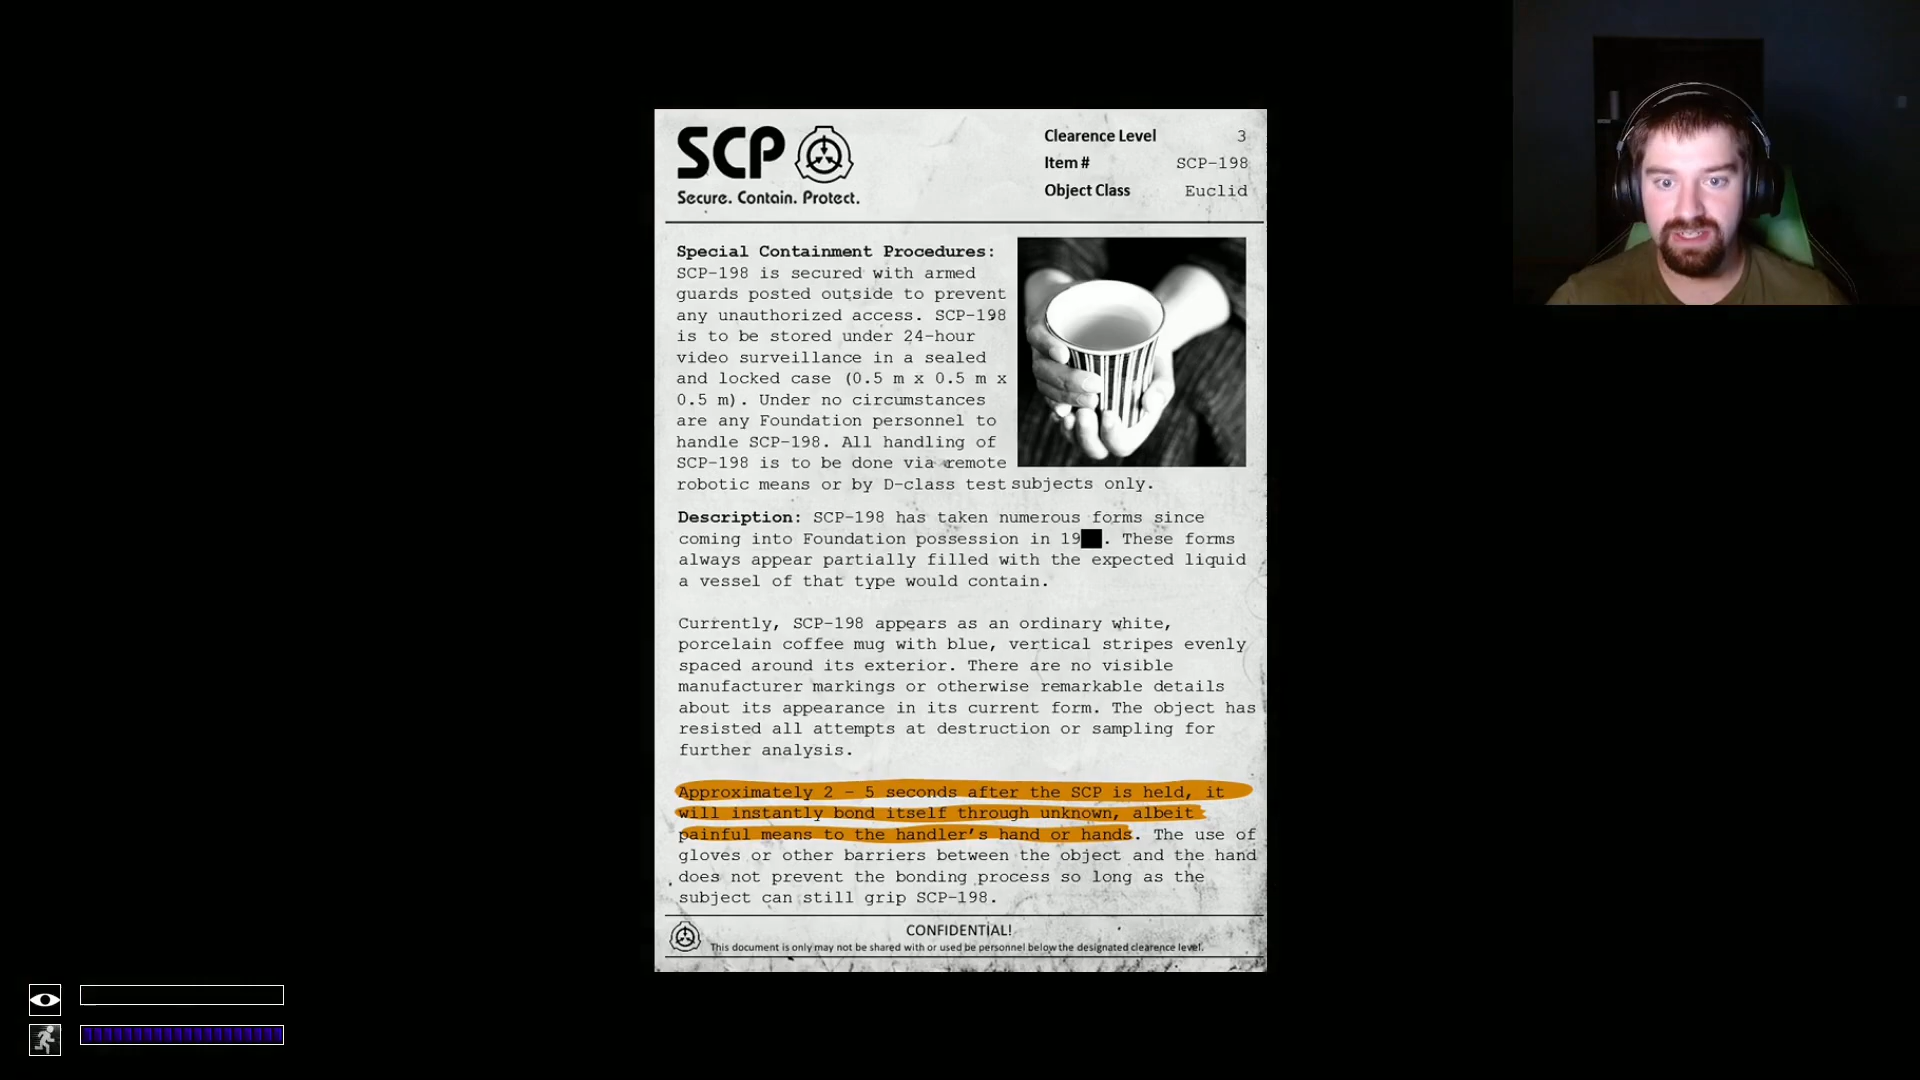 SCP
Secure. Contain. Protect.
Clearence Level 3
Item # SCP-198
Object Class Euclid
Special Containment Procedures:
SCP-198 is secured with armed
guards posted outside to prevent
any unauthorized access. SCP-198
is to be stored under 24-hour
video surveillance in a sealed
and locked case (0.5 m x 0.5 m x
0.5 m). Under no circumstances
are any Foundation personnel to
handle SCP-198. All handling of
SCP-198 is to be done via remote
robotic means or by D-class test subjects only.
Description: SCP-198 has taken numerous forms since
coming into Foundation possession in 19██. These forms
always appear partially filled with the expected liquid
a vessel of that type would contain.
Currently, SCP-198 appears as an ordinary white,
porcelain coffee mug with blue, vertical stripes evenly
spaced around its exterior. There are no visible
manufacturer markings or otherwise remarkable details
about its appearance in its current form. The object has
resisted all attempts at destruction or sampling for
further analysis.
Approximately 2 - 5 seconds after the SCP is held, it
will instantly bond itself through unknown, albeit
painful means to the handler's hand or hands. The use of
gloves or other barriers between the object and the hand
does not prevent the bonding process so long as the
subject can still grip SCP-198.
CONFIDENTIAL!
This document is only may not be shared with or used be personnel below the designated clearence level.